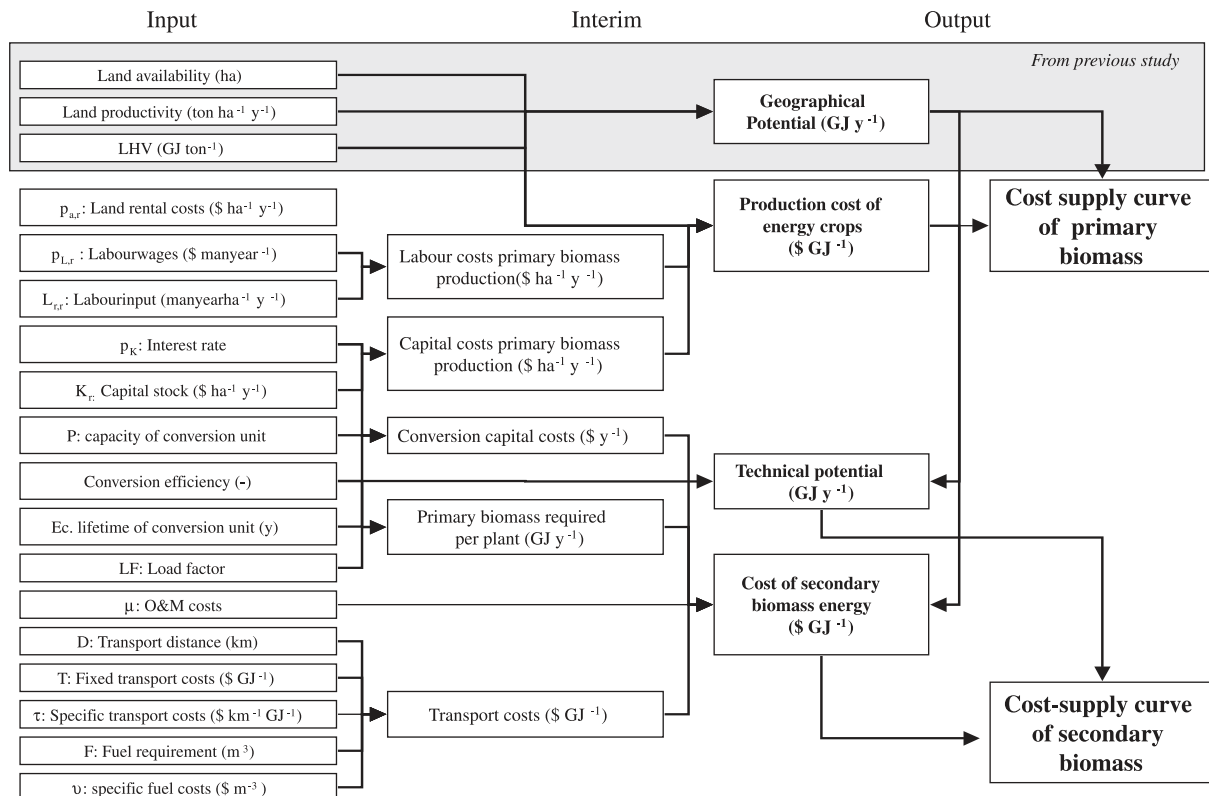 Input
Interim
Output
From previous study
Land availability (ha)
Land productivity (ton ha⁻¹ y⁻¹)
LHV (GJ ton⁻¹)
Geographical
Potential (GJ y ⁻¹)
p_{a,r}: Land rental costs ($ ha⁻¹ y⁻¹)
p_{L,r} : Labourwages ($ manyear ⁻¹)
L_{r,r}: Labourinput (manyearha⁻¹ y ⁻¹)
p_K: Interest rate
K_{r:} Capital stock ($ ha⁻¹ y⁻¹)
P: capacity of conversion unit
Conversion efficiency (-)
Ec. lifetime of conversion unit (y)
LF: Load factor
μ: O&M costs
D: Transport distance (km)
T: Fixed transport costs ($ GJ⁻¹)
τ: Specific transport costs ($ km⁻¹ GJ⁻¹)
F: Fuel requirement (m ³)
υ: specific fuel costs ($ m⁻³)
Labour costs primary biomass
production($ ha⁻¹ y⁻¹)
Capital costs primary biomass
production ($ ha⁻¹ y⁻¹)
Conversion capital costs ($ y⁻¹)
Primary biomass required
per plant (GJ y⁻¹)
Transport costs ($ GJ ⁻¹)
Production cost of
energy crops
($ GJ ⁻¹)
Technical potential
(GJ y ⁻¹)
Cost of secondary
biomass energy
($ GJ ⁻¹)
Cost supply curve
of primary
biomass
Cost-supply curve
of secondary
biomass